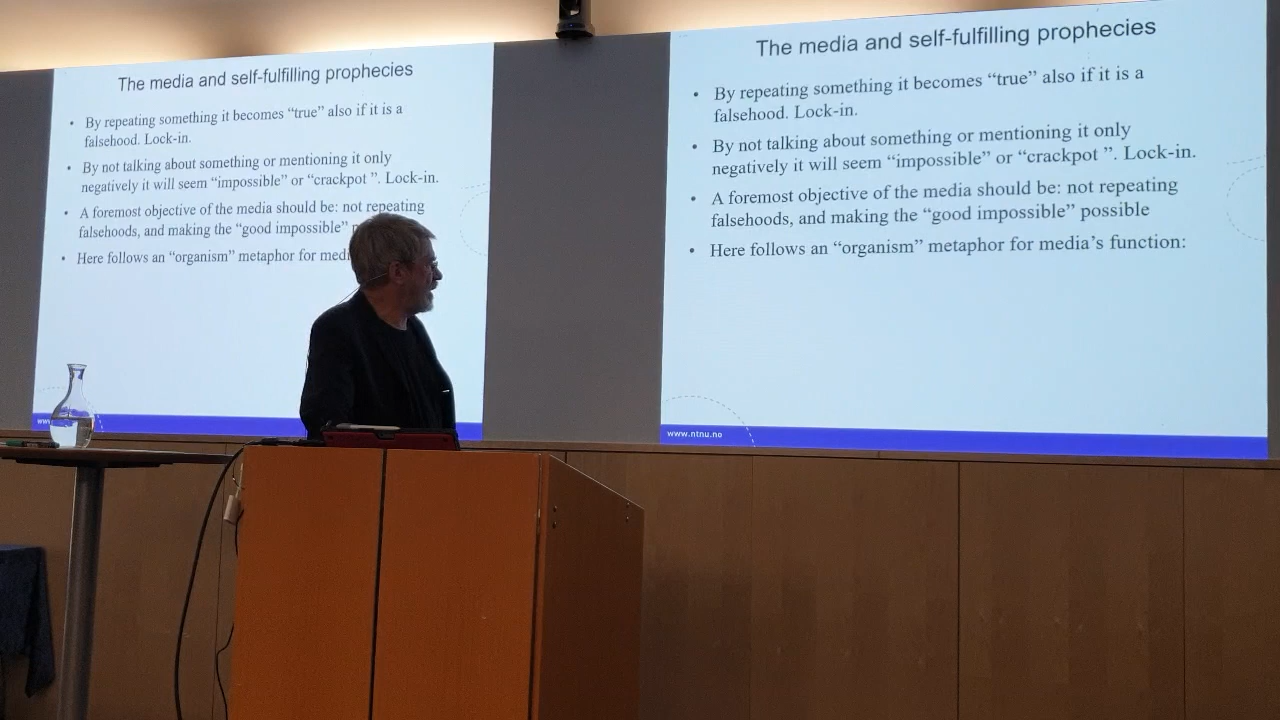 The media and self-fulfilling prophecies
• By repeating something it becomes “true” also if it is a
falsehood. Lock-in.
• By not talking about something or mentioning it only
negatively it will seem “impossible” or “crackpot ”. Lock-in.
• A foremost objective of the media should be: not repeating
falsehoods, and making the “good impossible”
• Here follows an “organism” metaphor for
www
The media and self-fulfilling prophecies
• By repeating something it becomes “true” also if it is a
falsehood. Lock-in.
• By not talking about something or mentioning it only
negatively it will seem “impossible” or “crackpot ”. Lock-in.
• A foremost objective of the media should be: not repeating
falsehoods, and making the “good impossible” possible
• Here follows an “organism” metaphor for media’s function:
www.ntnu.no